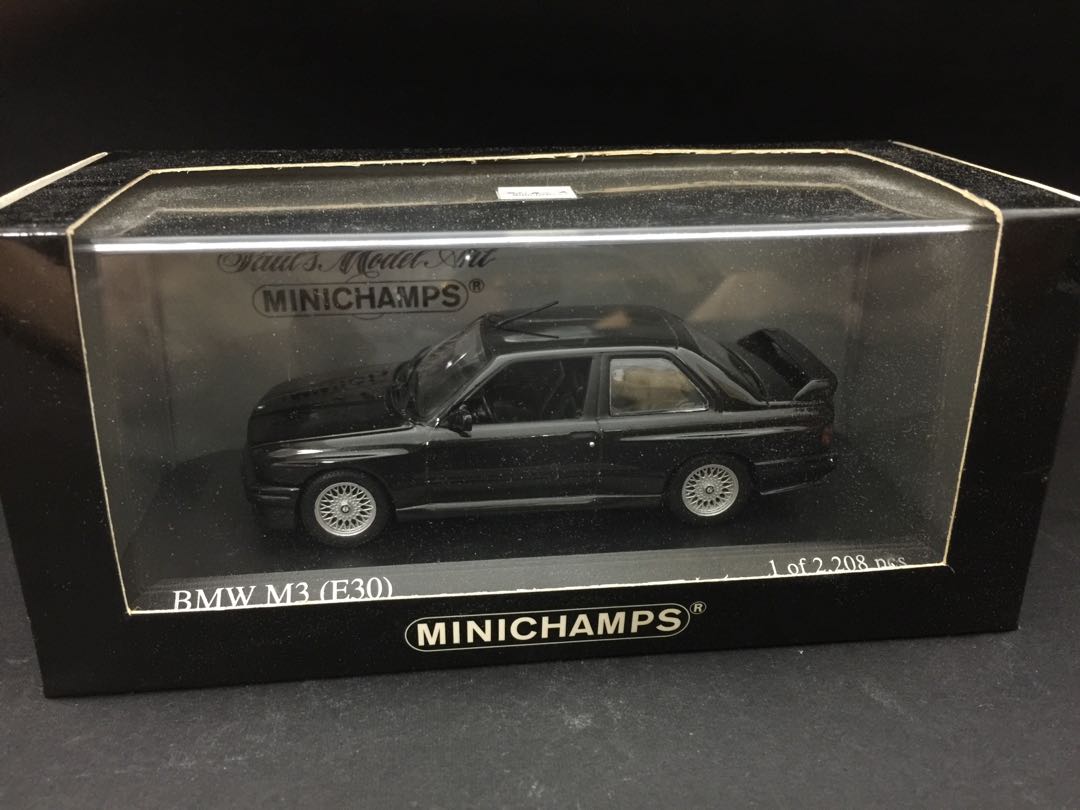 Paul's Model Art
MINICHAMPS®
BMW M3 (E30)
1 of 2.208 pcs
MINICHAMPS®